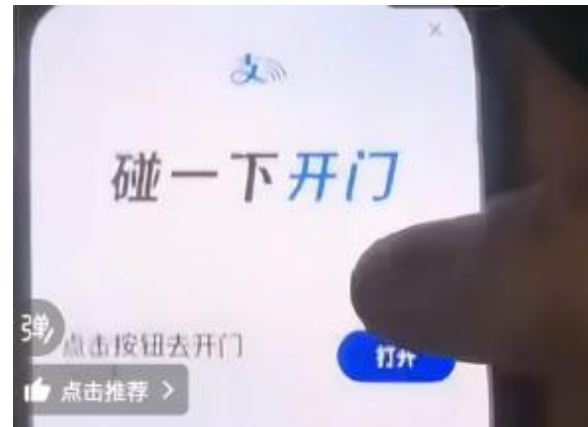 支
碰一下开门
弹
点击按钮去开门
打开
点击推荐 >